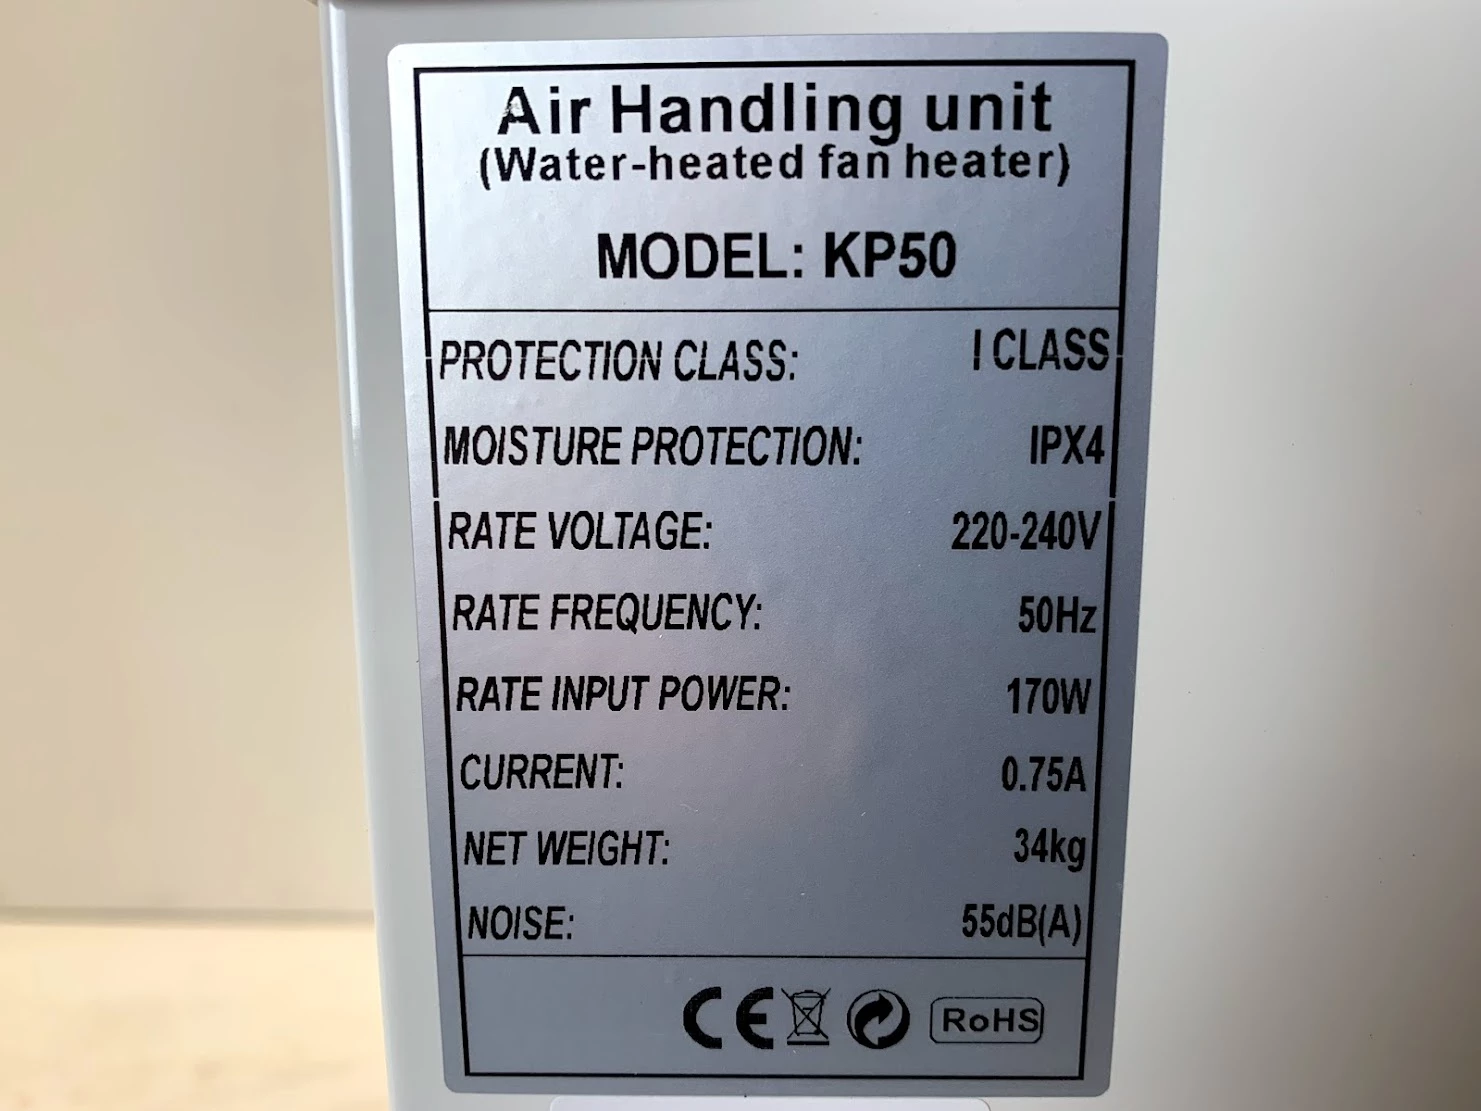 Air Handling unit
(Water-heated fan heater)
MODEL: KP50
PROTECTION CLASS: I CLASS
MOISTURE PROTECTION: IPX4
RATE VOLTAGE: 220-240V
RATE FREQUENCY: 50Hz
RATE INPUT POWER: 170W
CURRENT: 0.75A
NET WEIGHT: 34kg
NOISE: 55dB(A)
CE RoHS